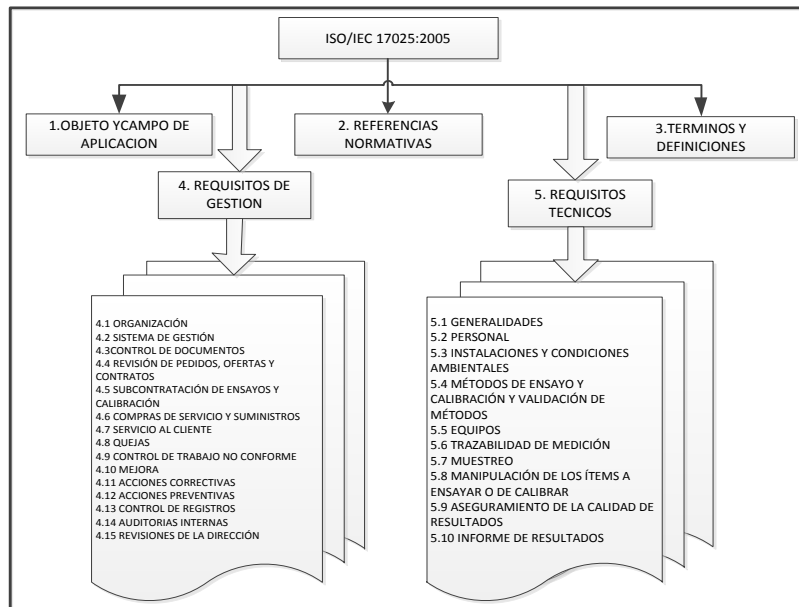 ISO/IEC 17025:2005
1.OBJETO YCAMPO DE
APLICACION
2. REFERENCIAS
NORMATIVAS
3.TERMINOS Y
DEFINICIONES
4. REQUISITOS DE
GESTION
5. REQUISITOS
TECNICOS
4.1 ORGANIZACIÓN
4.2 SISTEMA DE GESTIÓN
4.3CONTROL DE DOCUMENTOS
4.4 REVISIÓN DE PEDIDOS, OFERTAS Y
CONTRATOS
4.5 SUBCONTRATACIÓN DE ENSAYOS Y
CALIBRACIÓN
4.6 COMPRAS DE SERVICIO Y SUMINISTROS
4.7 SERVICIO AL CLIENTE
4.8 QUEJAS
4.9 CONTROL DE TRABAJO NO CONFORME
4.10 MEJORA
4.11 ACCIONES CORRECTIVAS
4.12 ACCIONES PREVENTIVAS
4.13 CONTROL DE REGISTROS
4.14 AUDITORIAS INTERNAS
4.15 REVISIONES DE LA DIRECCIÓN
5.1 GENERALIDADES
5.2 PERSONAL
5.3 INSTALACIONES Y CONDICIONES
AMBIENTALES
5.4 MÉTODOS DE ENSAYO Y
CALIBRACIÓN Y VALIDACIÓN DE
MÉTODOS
5.5 EQUIPOS
5.6 TRAZABILIDAD DE MEDICIÓN
5.7 MUESTREO
5.8 MANIPULACIÓN DE LOS ÍTEMS A
ENSAYAR O DE CALIBRAR
5.9 ASEGURAMIENTO DE LA CALIDAD DE
RESULTADOS
5.10 INFORME DE RESULTADOS